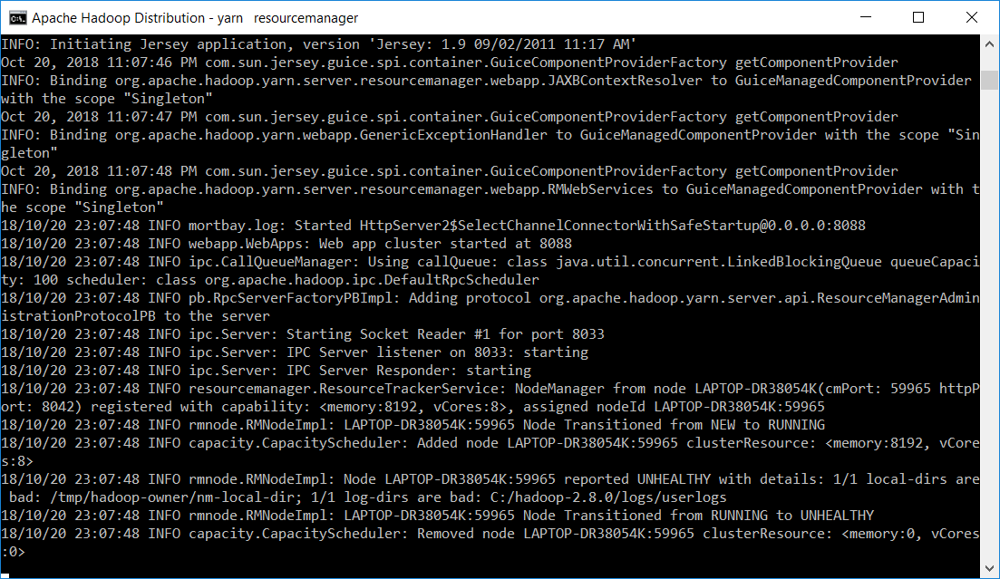 Apache Hadoop Distribution - yarn resourcemanager
INFO: Initiating Jersey application, version 'Jersey: 1.9 09/02/2011 11:17 AM'
Oct 20, 2018 11:07:46 PM com.sun.jersey.guice.spi.container.GuiceComponentProviderFactory getComponentProvider
INFO: Binding org.apache.hadoop.yarn.server.resourcemanager.webapp.JAXBContextResolver to GuiceManagedComponentProvider
with the scope "Singleton"
Oct 20, 2018 11:07:47 PM com.sun.jersey.guice.spi.container.GuiceComponentProviderFactory getComponentProvider
INFO: Binding org.apache.hadoop.yarn.webapp.GenericExceptionHandler to GuiceManagedComponentProvider with the scope "Sin
gleton"
Oct 20, 2018 11:07:48 PM com.sun.jersey.guice.spi.container.GuiceComponentProviderFactory getComponentProvider
INFO: Binding org.apache.hadoop.yarn.server.resourcemanager.webapp.RMWebServices to GuiceManagedComponentProvider with t
he scope "Singleton"
18/10/20 23:07:48 INFO mortbay.log: Started HttpServer2$SelectChannelConnectorWithSafeStartup@0.0.0.0:8088
18/10/20 23:07:48 INFO webapp.WebApps: Web app cluster started at 8088
18/10/20 23:07:48 INFO ipc.CallQueueManager: Using callQueue: class java.util.concurrent.LinkedBlockingQueue queueCapaci
ty: 100 scheduler: class org.apache.hadoop.ipc.DefaultRpcScheduler
18/10/20 23:07:48 INFO pb.RpcServerFactoryPBImpl: Adding protocol org.apache.hadoop.yarn.server.api.ResourceManagerAdmin
istrationProtocolPB to the server
18/10/20 23:07:48 INFO ipc.Server: Starting Socket Reader #1 for port 8033
18/10/20 23:07:48 INFO ipc.Server: IPC Server listener on 8033: starting
18/10/20 23:07:48 INFO ipc.Server: IPC Server Responder: starting
18/10/20 23:07:48 INFO resourcemanager.ResourceTrackerService: NodeManager from node LAPTOP-DR38054K(cmPort: 59965 httpP
ort: 8042) registered with capability: <memory:8192, vCores:8>, assigned nodeId LAPTOP-DR38054K:59965
18/10/20 23:07:48 INFO rmnode.RMNodeImpl: LAPTOP-DR38054K:59965 Node Transitioned from NEW to RUNNING
18/10/20 23:07:48 INFO capacity.CapacityScheduler: Added node LAPTOP-DR38054K:59965 clusterResource: <memory:8192, vCore
s:8>
18/10/20 23:07:48 INFO rmnode.RMNodeImpl: Node LAPTOP-DR38054K:59965 reported UNHEALTHY with details: 1/1 local-dirs are
bad: /tmp/hadoop-owner/nm-local-dir; 1/1 log-dirs are bad: C:/hadoop-2.8.0/logs/userlogs
18/10/20 23:07:48 INFO rmnode.RMNodeImpl: LAPTOP-DR38054K:59965 Node Transitioned from RUNNING to UNHEALTHY
18/10/20 23:07:48 INFO capacity.CapacityScheduler: Removed node LAPTOP-DR38054K:59965 clusterResource: <memory:0, vCores
:0>